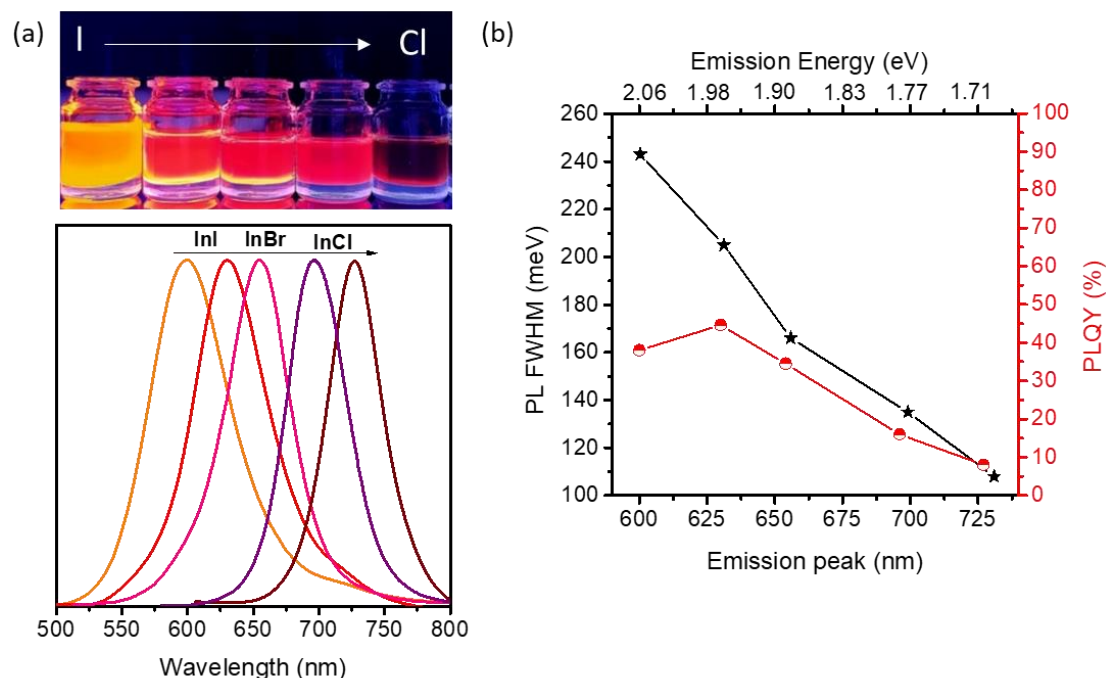 (a)
I
Cl
InI InBr InCl
500 550 600 650 700 750 800
Wavelength (nm)
(b)
Emission Energy (eV)
2.06 1.98 1.90 1.83 1.77 1.71
260
240
220
200
180
160
140
120
100
PL FWHM (meV)
100
90
80
70
60
50
40
30
20
10
0
PLQY (%)
600 625 650 675 700 725
Emission peak (nm)